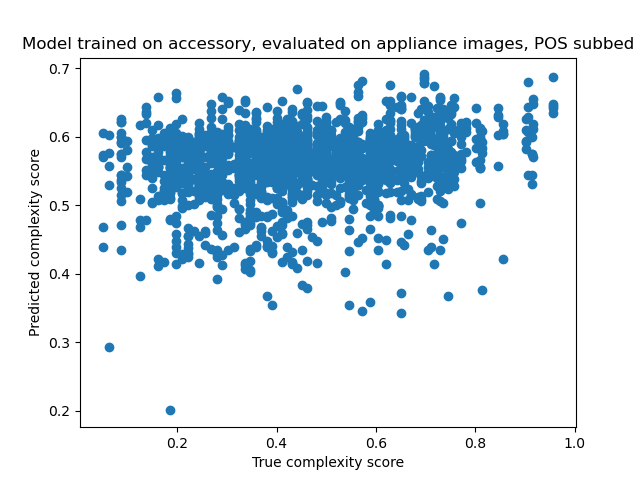 Model trained on accessory, evaluated on appliance images, POS subbed
0.7
0.6
0.5
0.4
0.3
0.2
Predicted complexity score
0.2 0.4 0.6 0.8 1.0
True complexity score